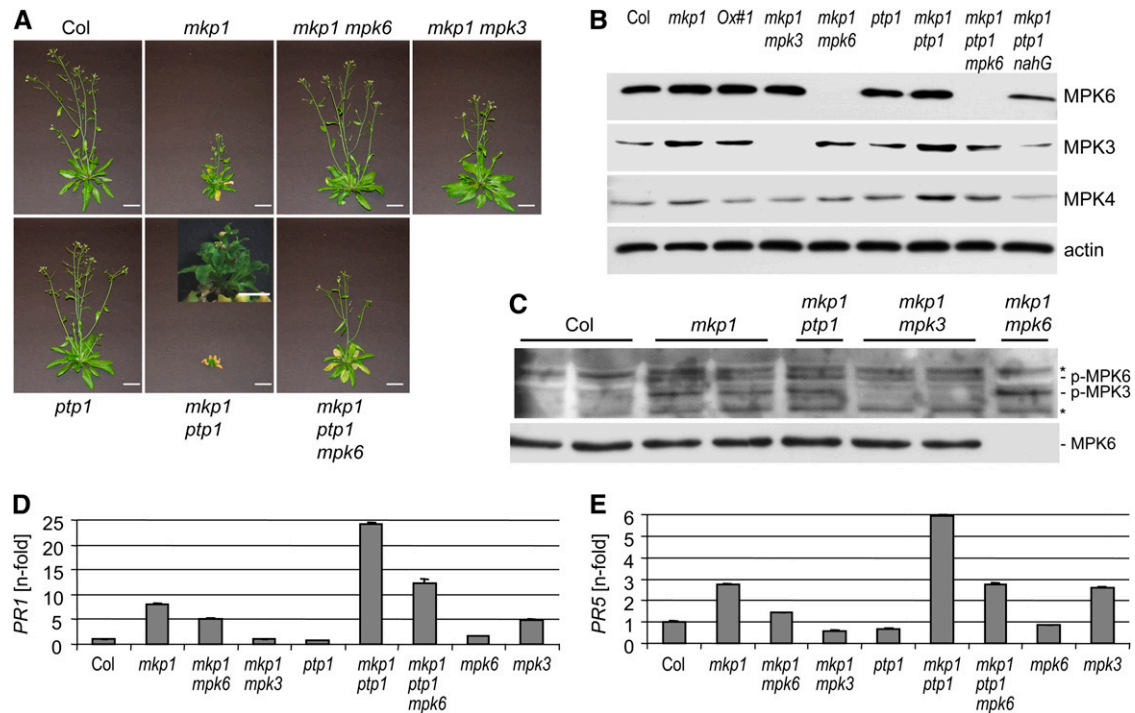 A
Col mkp1 mkp1 mpk6 mkp1 mpk3
ptp1 mkp1 mkp1
ptp1 ptp1
mpk6
B
Col mkp1 Ox#1 mkp1 mkp1 ptp1 mkp1 mkp1 mkp1
mpk3 mpk6 ptp1 ptp1 ptp1
mpk6 nahG
MPK6
MPK3
MPK4
actin
C
mkp1 mkp1 mkp1
Col mkp1 ptp1 mpk3 mpk6
*
- p-MPK6
- p-MPK3
*
- MPK6
D
PR1 [n-fold]
25
20
15
10
5
0
Col mkp1 mkp1 mkp1 ptp1 mkp1 mkp1 mpk6 mpk3
mpk6 mpk3 ptp1 ptp1
mpk6
E
PR5 [n-fold]
6
5
4
3
2
1
0
Col mkp1 mkp1 mkp1 ptp1 mkp1 mkp1 mpk6 mpk3
mpk6 mpk3 ptp1 ptp1
mpk6